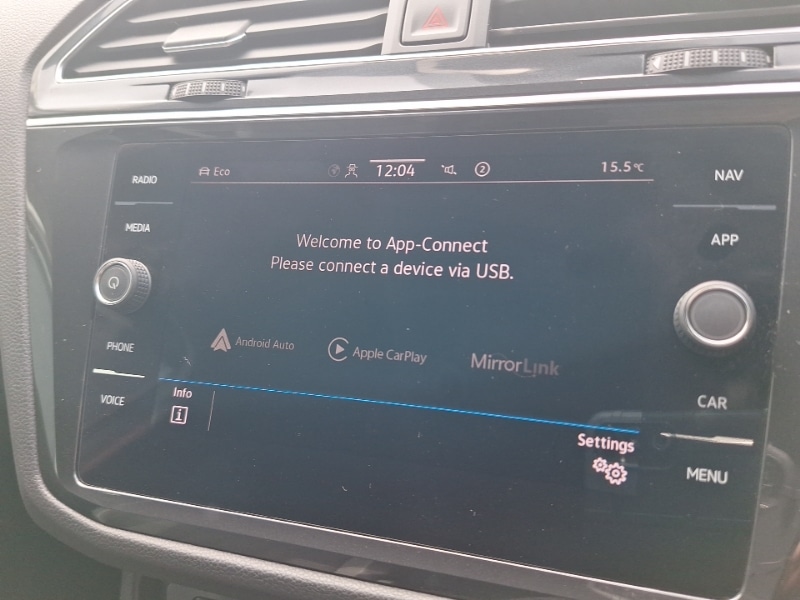 RADIO
Eco
12:04
2
15.5°C
NAV
MEDIA
APP
Welcome to App-Connect
Please connect a device via USB.
PHONE
Android Auto
Apple CarPlay
MirrorLink
VOICE
Info
i
CAR
Settings
MENU